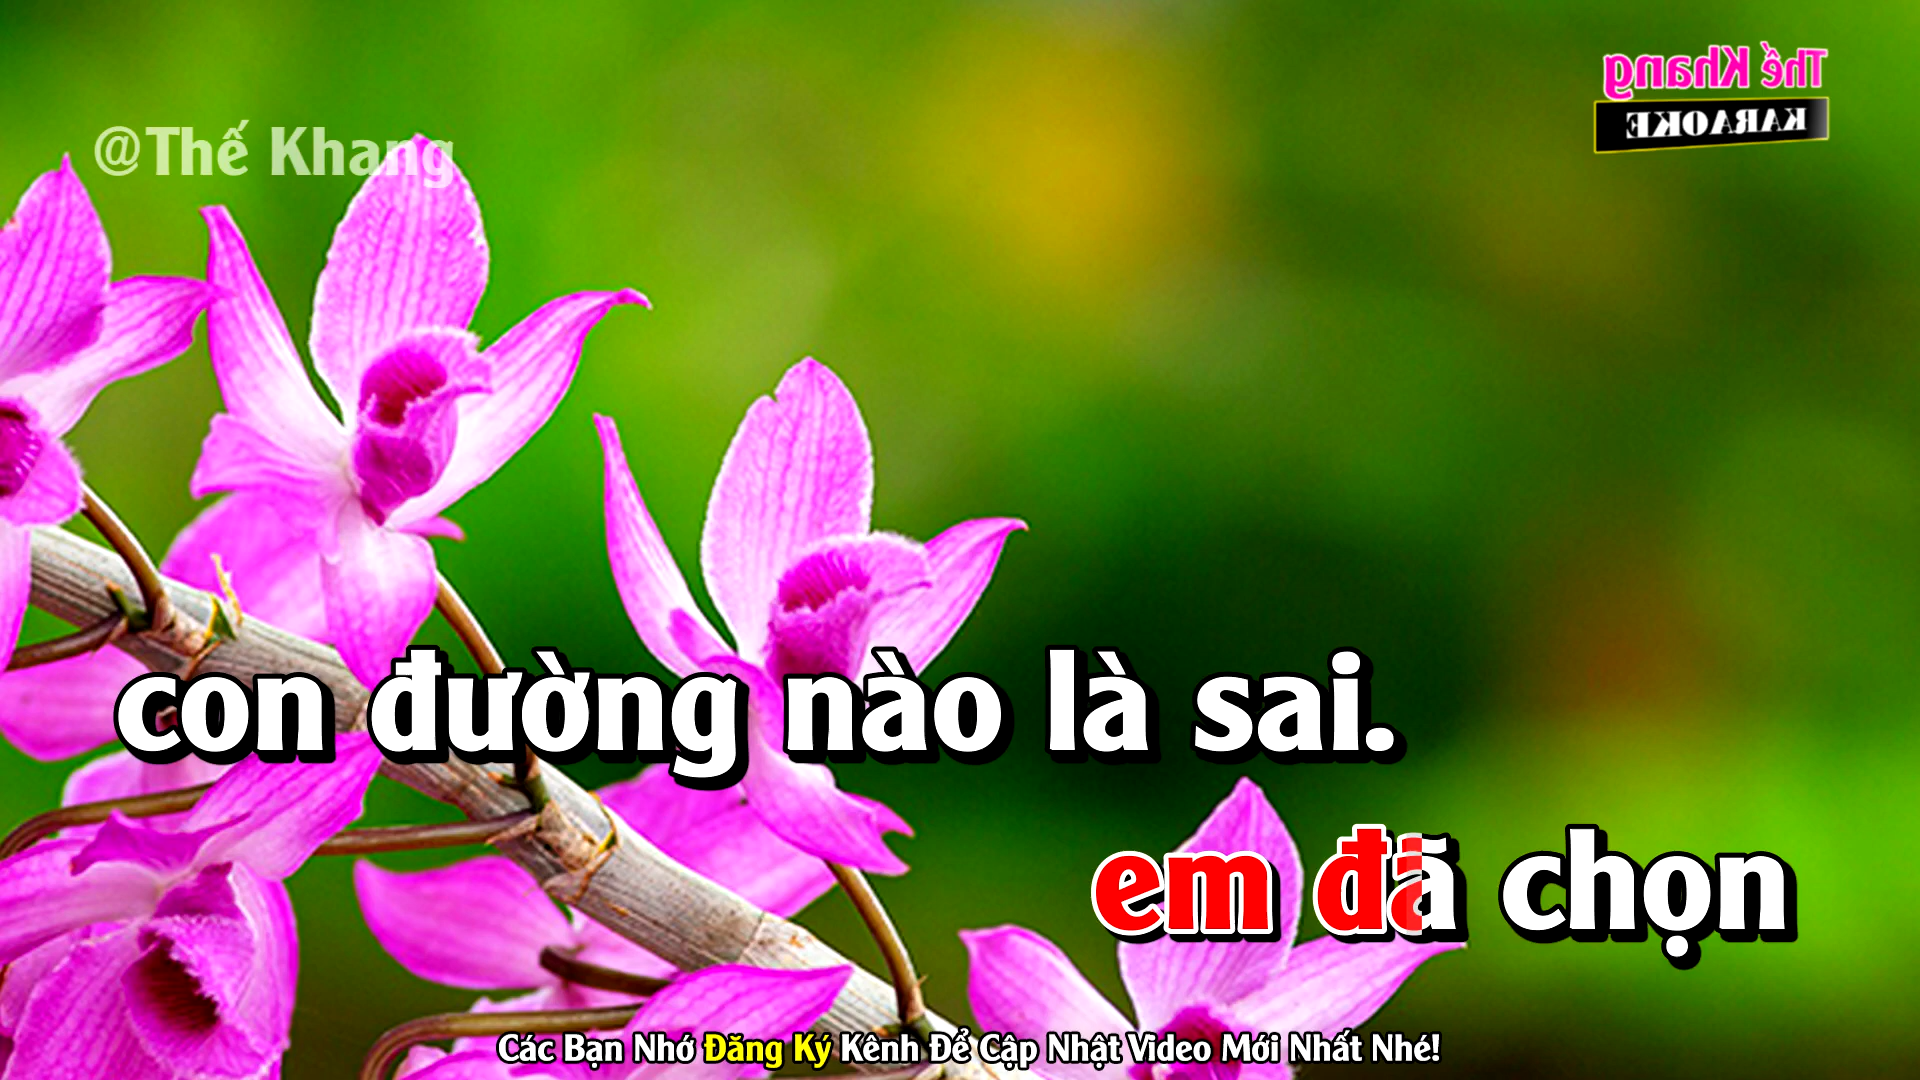 Thế Khang
KARAOKE
@Thế Khang
con đường nào là sai.
em đã chọn
Các Bạn Nhớ Đăng Ký Kênh Để Cập Nhật Video Mới Nhất Nhé!